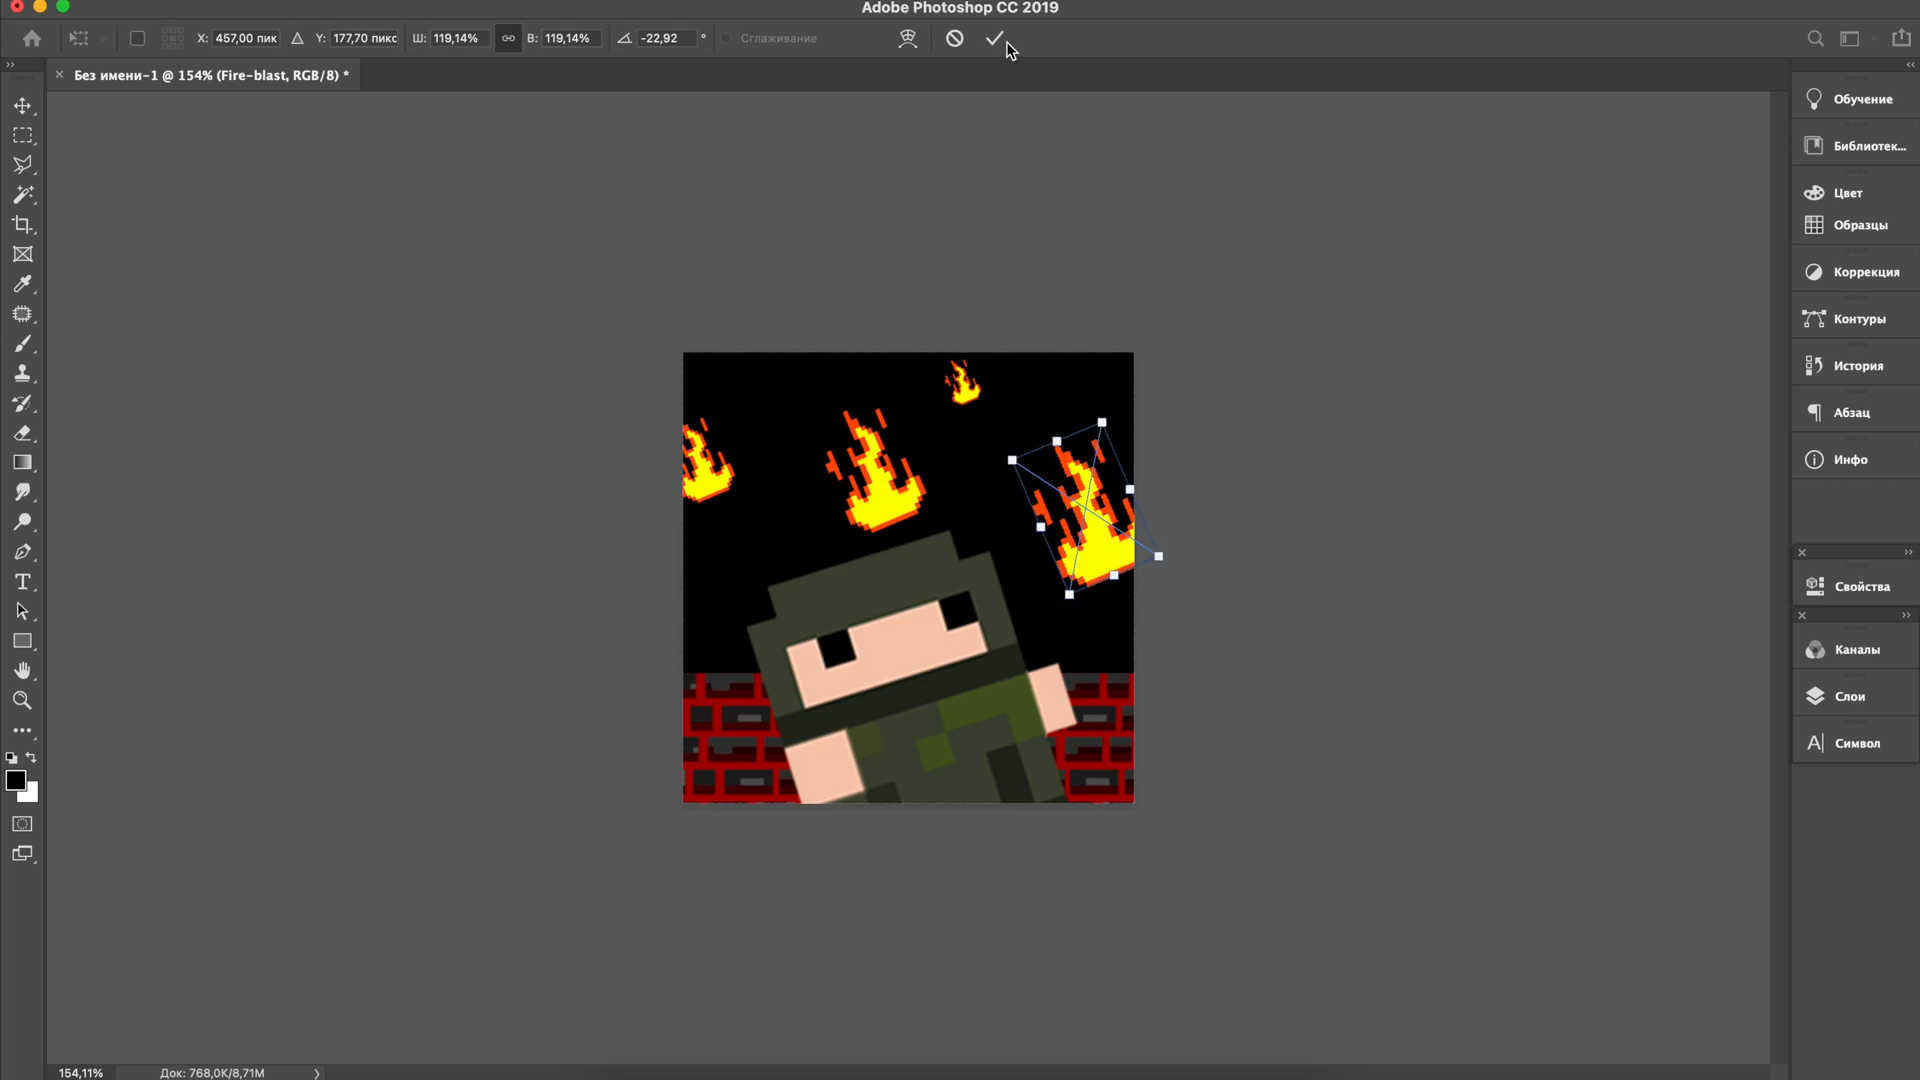 Adobe Photoshop CC 2019
X: 457,00 пик Y: 177,70 пикс Ш: 119,14% В: 119,14% -22,92 ° Сглаживание
Без имени-1 @ 154% (Fire-blast, RGB/8) *
Обучение
Библиотек...
Цвет
Образцы
Коррекция
Контуры
История
Абзац
Инфо
Свойства
Каналы
Слои
Символ
154,11% Док: 768,0K/8,71M